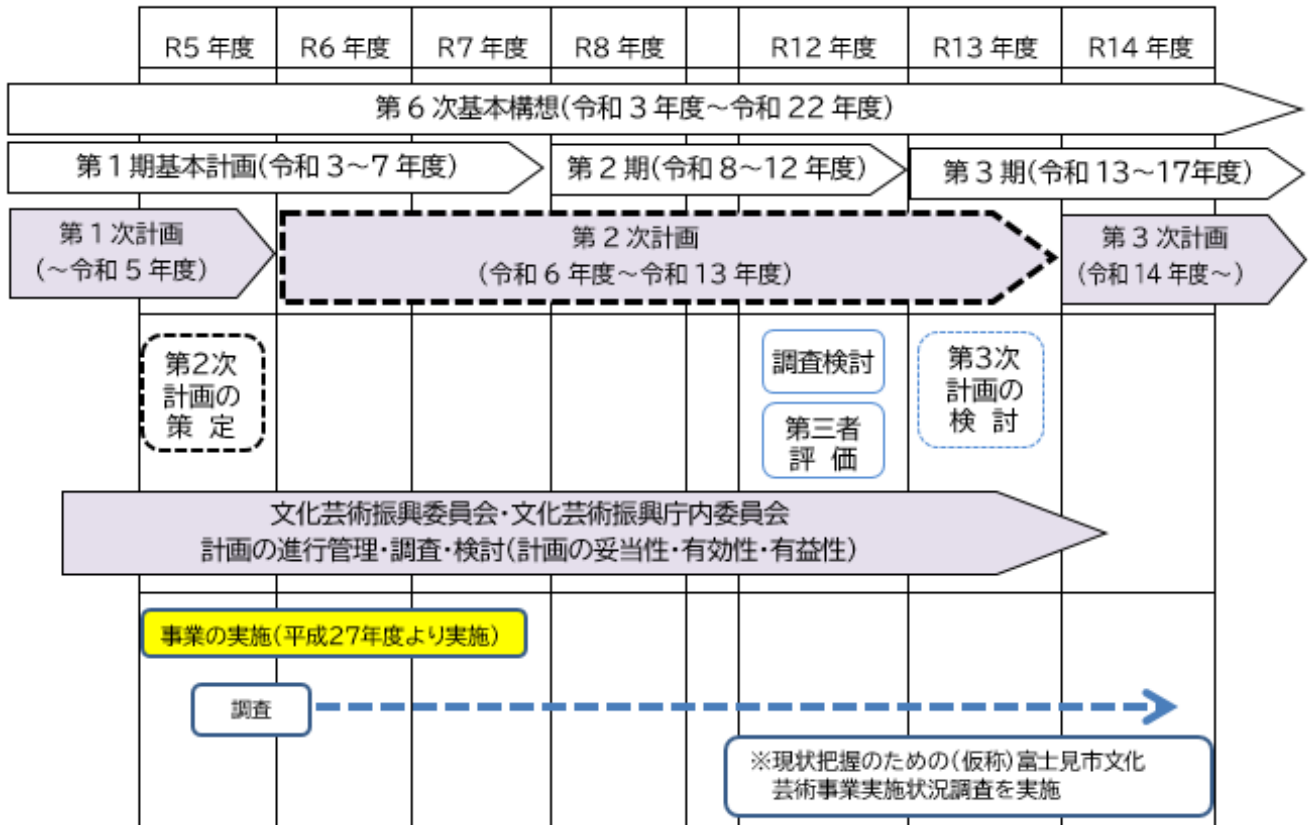 R5 年度 R6 年度 R7 年度 R8 年度 R12 年度 R13 年度 R14 年度
第 6 次基本構想(令和 3 年度～令和 22 年度)
第 1 期基本計画(令和 3～7 年度) 第 2 期(令和 8～12 年度) 第 3 期(令和 13～17年度)
第 1 次計画
(～令和 5 年度)
第 2 次計画
(令和 6 年度～令和 13 年度)
第 3 次計画
(令和 14 年度～)
第2次
計画の
策 定
調査検討
第三者
評 価
第3次
計画の
検 討
文化芸術振興委員会・文化芸術振興庁内委員会
計画の進行管理・調査・検討(計画の妥当性・有効性・有益性)
事業の実施(平成27年度より実施)
調査
※現状把握のための(仮称)富士見市文化
芸術事業実施状況調査を実施